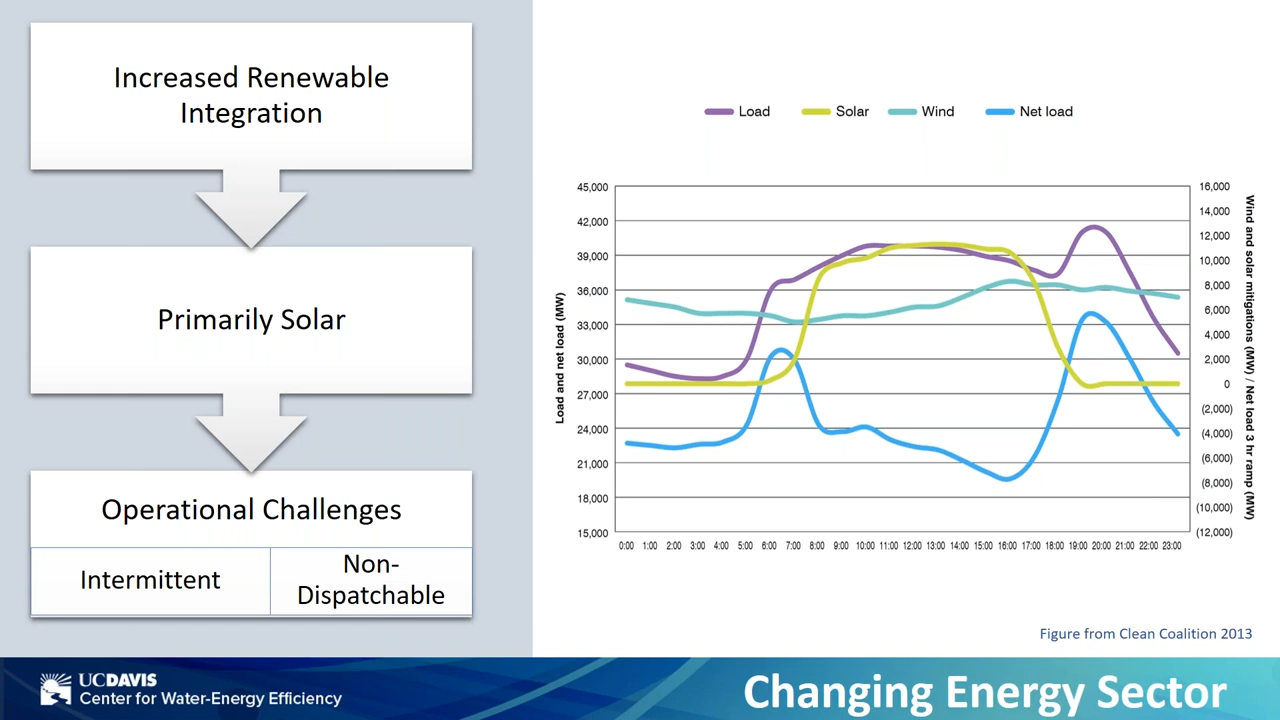 Increased Renewable
Integration
Primarily Solar
Operational Challenges
Intermittent
Non-
Dispatchable
Load
Solar
Wind
Net load
45,000
42,000
39,000
36,000
33,000
30,000
27,000
24,000
21,000
18,000
15,000
Load and net load (MW)
16,000
14,000
12,000
10,000
8,000
6,000
4,000
2,000
0
(2,000)
(4,000)
(6,000)
(8,000)
(10,000)
(12,000)
Wind and solar mitigations (MW) / Net load 3 hr ramp (MW)
0:00 1:00 2:00 3:00 4:00 5:00 6:00 7:00 8:00 9:00 10:00 11:00 12:00 13:00 14:00 15:00 16:00 17:00 18:00 19:00 20:00 21:00 22:00 23:00
Figure from Clean Coalition 2013
UCDAVIS
Center for Water-Energy Efficiency
Changing Energy Sector